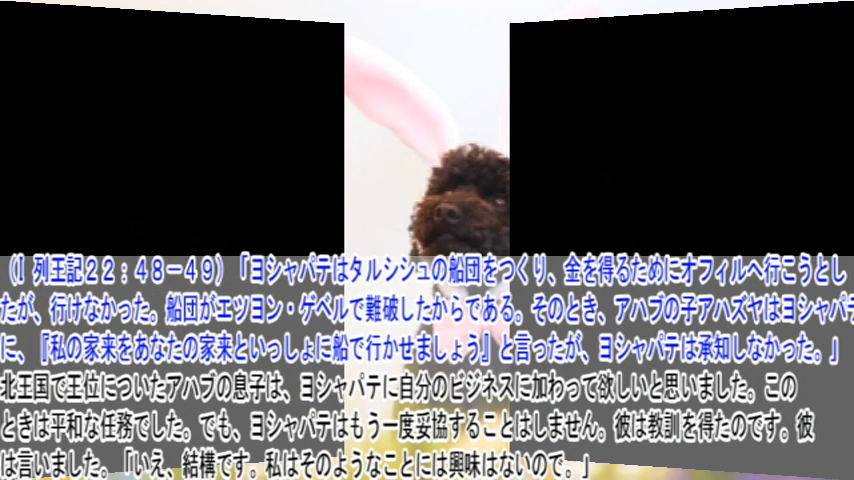 （I 列王記２２：４８－４９）「ヨシャパテはタルシシュの船団をつくり、金を得るためにオフィルへ行こうとし
たが、行けなかった。船団がエツヨン・ゲベルで難破したからである。そのとき、アハブの子アハズヤはヨシャパテ
に、『私の家来をあなたの家来といっしょに船で行かせましょう』と言ったが、ヨシャパテは承知しなかった。」
北王国で王位についたアハブの息子は、ヨシャパテに自分のビジネスに加わって欲しいと思いました。この
ときは平和な任務でした。でも、ヨシャパテはもう一度妥協することはしません。彼は教訓を得たのです。彼
は言いました。「いえ、結構です。私はそのようなことには興味はないので。」